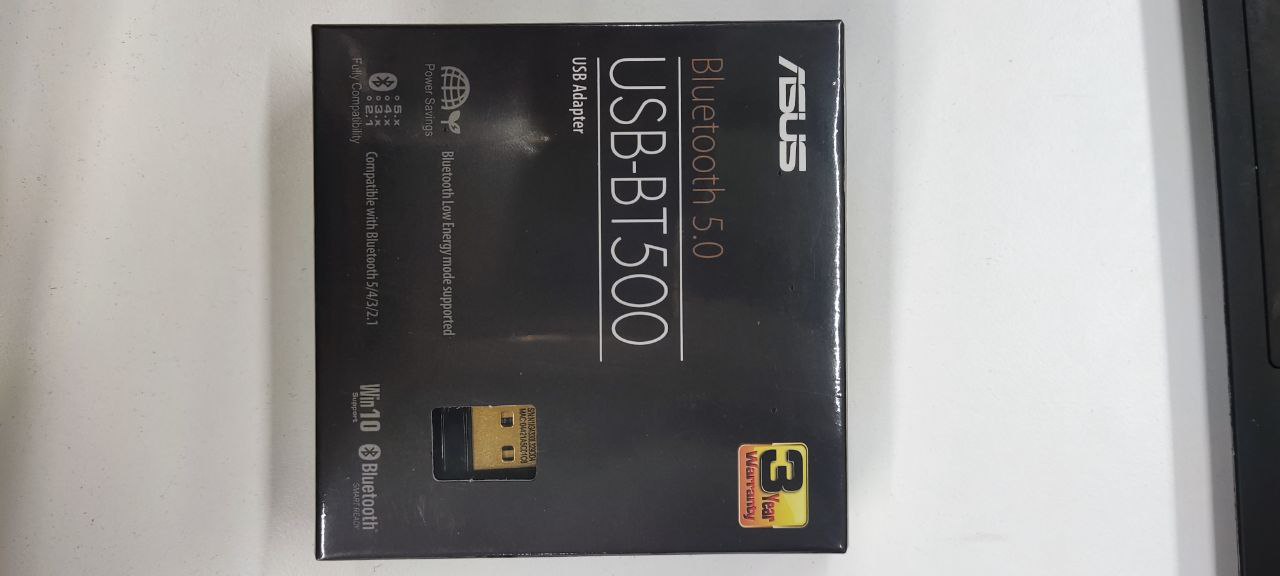 ASUS
Bluetooth 5.0
USB-BT500
USB Adapter
3 Year
Warranty
Power Savings
Bluetooth Low Energy mode supported
5.x
4.x
3.x
2.1
Fully Compatibility
Compatible with Bluetooth 5/4/3/2.1
Win10
Support
Bluetooth
SMART READY